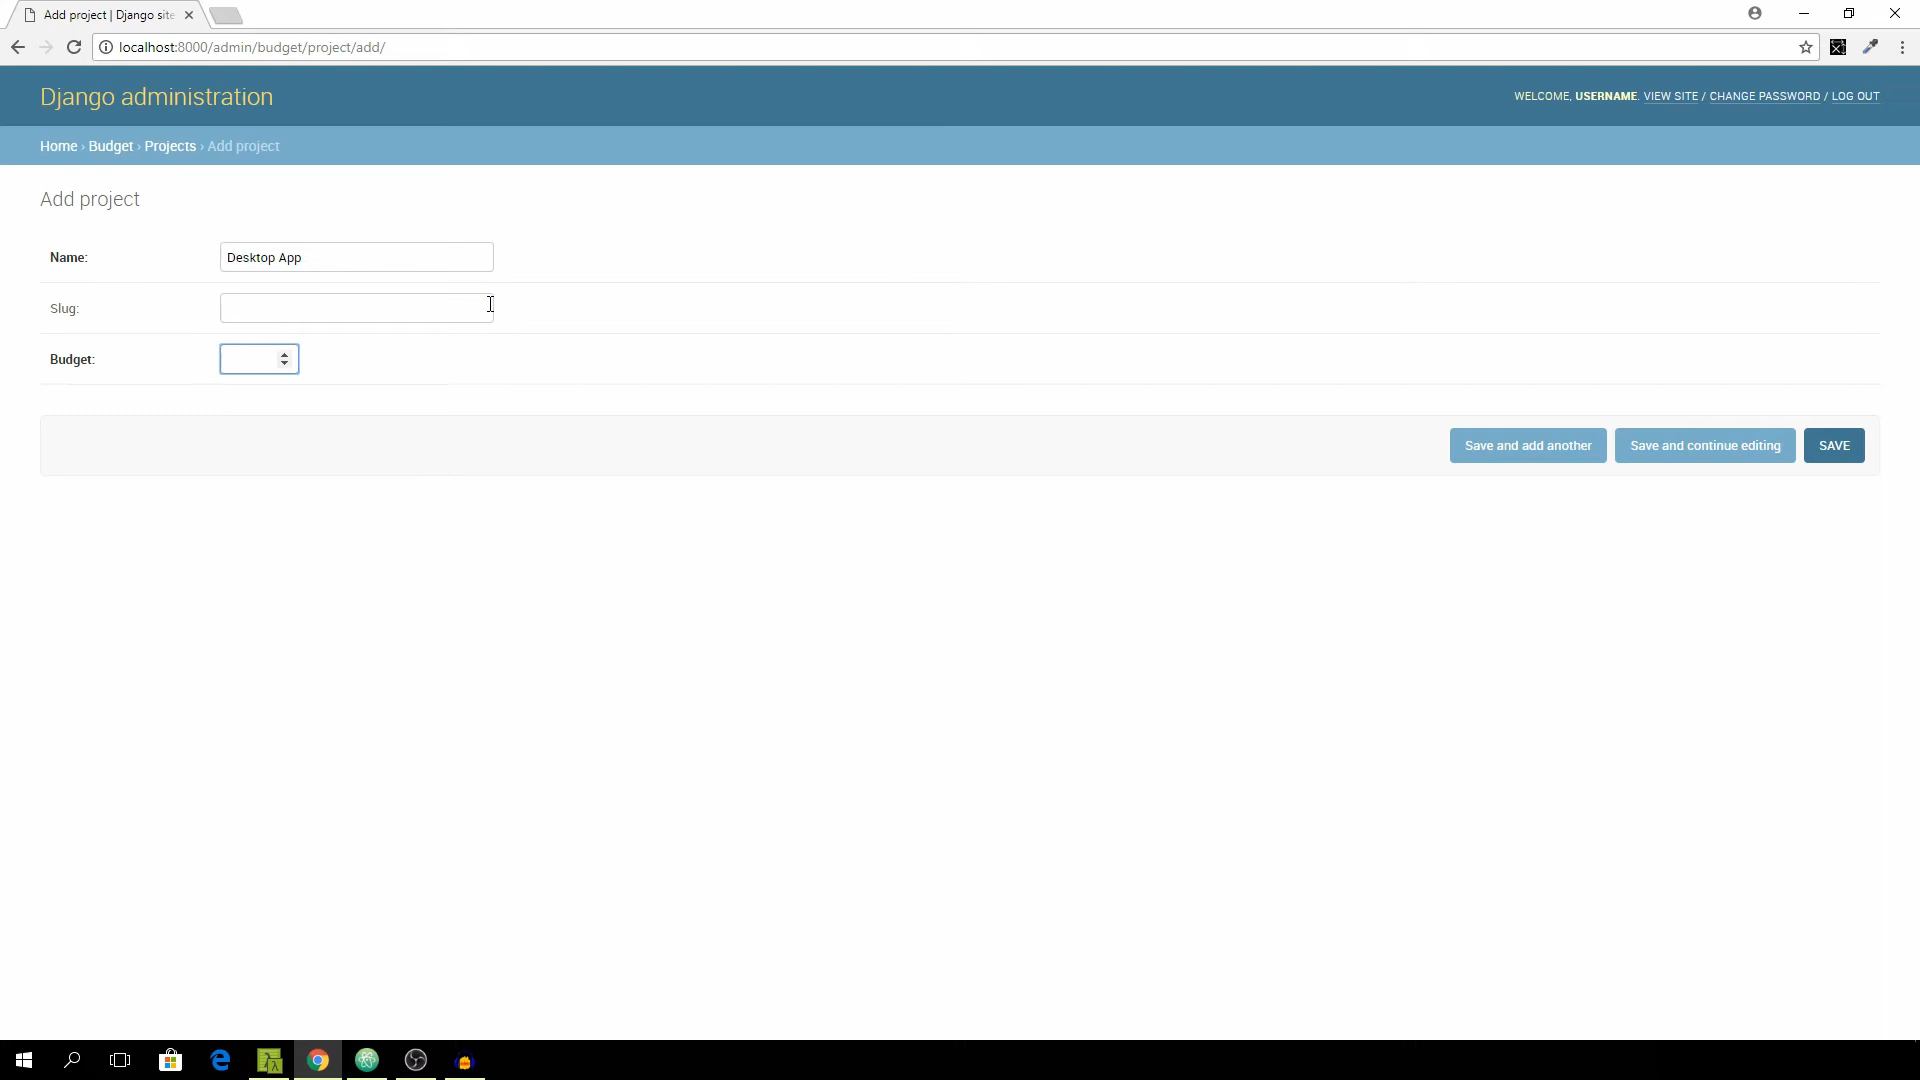 Add project | Django site
localhost:8000/admin/budget/project/add/
Django administration
WELCOME, USERNAME. VIEW SITE / CHANGE PASSWORD / LOG OUT
Home › Budget › Projects › Add project
Add project
Name: Desktop App
Slug:
Budget:
Save and add another Save and continue editing SAVE